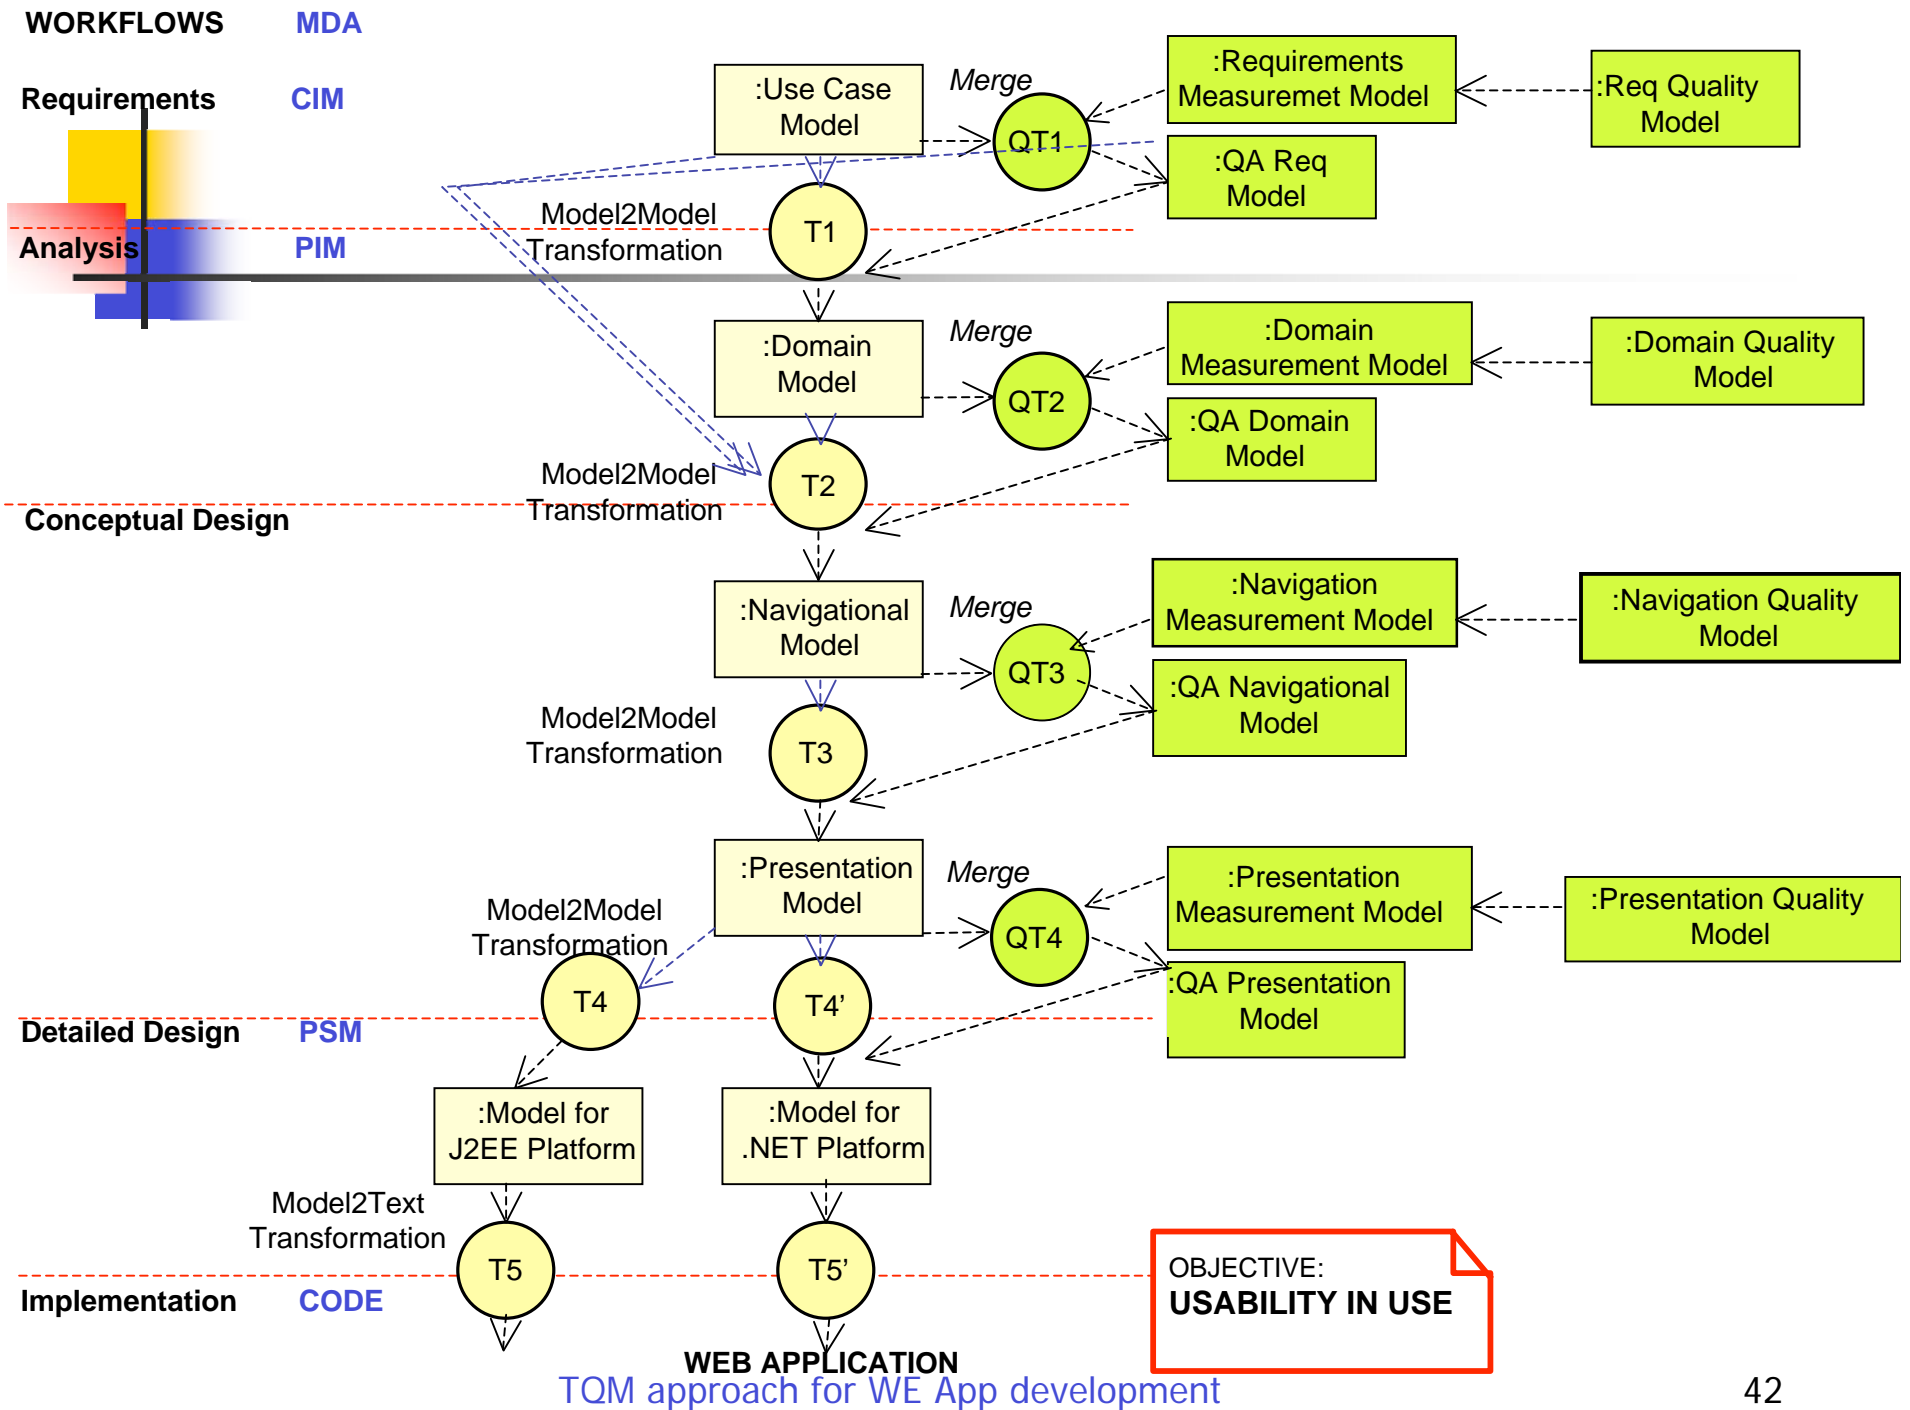 WORKFLOWS MDA
Requirements CIM
:Use Case
Model
Merge
QT1
:Requirements
Measuremet Model
:Req Quality
Model
:QA Req
Model
Model2Model
Transformation
T1
Analysis PIM
:Domain
Model
Merge
QT2
:Domain
Measurement Model
:Domain Quality
Model
:QA Domain
Model
Model2Model
Transformation
T2
Conceptual Design
:Navigational
Model
Merge
QT3
:Navigation
Measurement Model
:Navigation Quality
Model
:QA Navigational
Model
Model2Model
Transformation
T3
:Presentation
Model
Merge
QT4
:Presentation
Measurement Model
:Presentation Quality
Model
:QA Presentation
Model
Model2Model
Transformation
T4
T4’
Detailed Design PSM
:Model for
J2EE Platform
:Model for
.NET Platform
Model2Text
Transformation
T5
T5’
OBJECTIVE:
USABILITY IN USE
Implementation CODE
WEB APPLICATION
TQM approach for WE App development
42